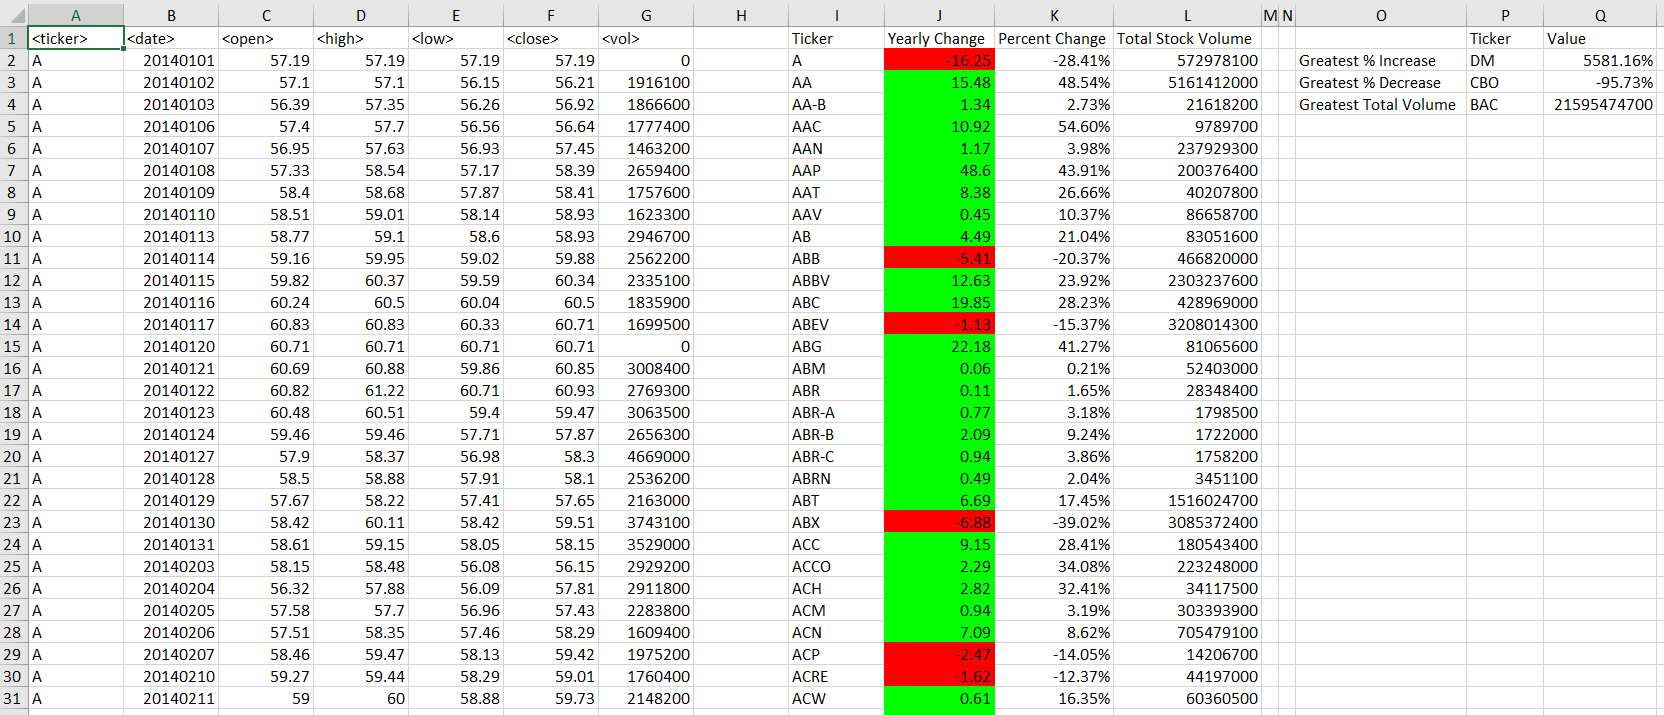 A B C D E F G H I J K L M N O P Q
1 <ticker> <date> <open> <high> <low> <close> <vol> Ticker Yearly Change Percent Change Total Stock Volume Ticker Value
2 A 20140101 57.19 57.19 57.19 57.19 0 A -16.25 -28.41% 572978100 Greatest % Increase DM 5581.16%
3 A 20140102 57.1 57.1 56.15 56.21 1916100 AA 15.48 48.54% 5161412000 Greatest % Decrease CBO -95.73%
4 A 20140103 56.39 57.35 56.26 56.92 1866600 AA-B 1.34 2.73% 21618200 Greatest Total Volume BAC 21595474700
5 A 20140106 57.4 57.7 56.56 56.64 1777400 AAC 10.92 54.60% 9789700
6 A 20140107 56.95 57.63 56.93 57.45 1463200 AAN 1.17 3.98% 237929300
7 A 20140108 57.33 58.54 57.17 58.39 2659400 AAP 48.6 43.91% 200376400
8 A 20140109 58.4 58.68 57.87 58.41 1757600 AAT 8.38 26.66% 40207800
9 A 20140110 58.51 59.01 58.14 58.93 1623300 AAV 0.45 10.37% 86658700
10 A 20140113 58.77 59.1 58.6 58.93 2946700 AB 4.49 21.04% 83051600
11 A 20140114 59.16 59.95 59.02 59.88 2562200 ABB -5.41 -20.37% 466820000
12 A 20140115 59.82 60.37 59.59 60.34 2335100 ABBV 12.63 23.92% 2303237600
13 A 20140116 60.24 60.5 60.04 60.5 1835900 ABC 19.85 28.23% 428969000
14 A 20140117 60.83 60.83 60.33 60.71 1699500 ABEV -1.13 -15.37% 3208014300
15 A 20140120 60.71 60.71 60.71 60.71 0 ABG 22.18 41.27% 81065600
16 A 20140121 60.69 60.88 59.86 60.85 3008400 ABM 0.06 0.21% 52403000
17 A 20140122 60.82 61.22 60.71 60.93 2769300 ABR 0.11 1.65% 28348400
18 A 20140123 60.48 60.51 59.4 59.47 3063500 ABR-A 0.77 3.18% 1798500
19 A 20140124 59.46 59.46 57.71 57.87 2656300 ABR-B 2.09 9.24% 1722000
20 A 20140127 57.9 58.37 56.98 58.3 4669000 ABR-C 0.94 3.86% 1758200
21 A 20140128 58.5 58.88 57.91 58.1 2536200 ABRN 0.49 2.04% 3451100
22 A 20140129 57.67 58.22 57.41 57.65 2163000 ABT 6.69 17.45% 1516024700
23 A 20140130 58.42 60.11 58.42 59.51 3743100 ABX -6.88 -39.02% 3085372400
24 A 20140131 58.61 59.15 58.05 58.15 3529000 ACC 9.15 28.41% 180543400
25 A 20140203 58.15 58.48 56.08 56.15 2929200 ACCO 2.29 34.08% 223248000
26 A 20140204 56.32 57.88 56.09 57.81 2911800 ACH 2.82 32.41% 34117500
27 A 20140205 57.58 57.7 56.96 57.43 2283800 ACM 0.94 3.19% 303393900
28 A 20140206 57.51 58.35 57.46 58.29 1609400 ACN 7.09 8.62% 705479100
29 A 20140207 58.46 59.47 58.13 59.42 1975200 ACP -2.47 -14.05% 14206700
30 A 20140210 59.27 59.44 58.29 59.01 1760400 ACRE -1.62 -12.37% 44197000
31 A 20140211 59 60 58.88 59.73 2148200 ACW 0.61 16.35% 60360500